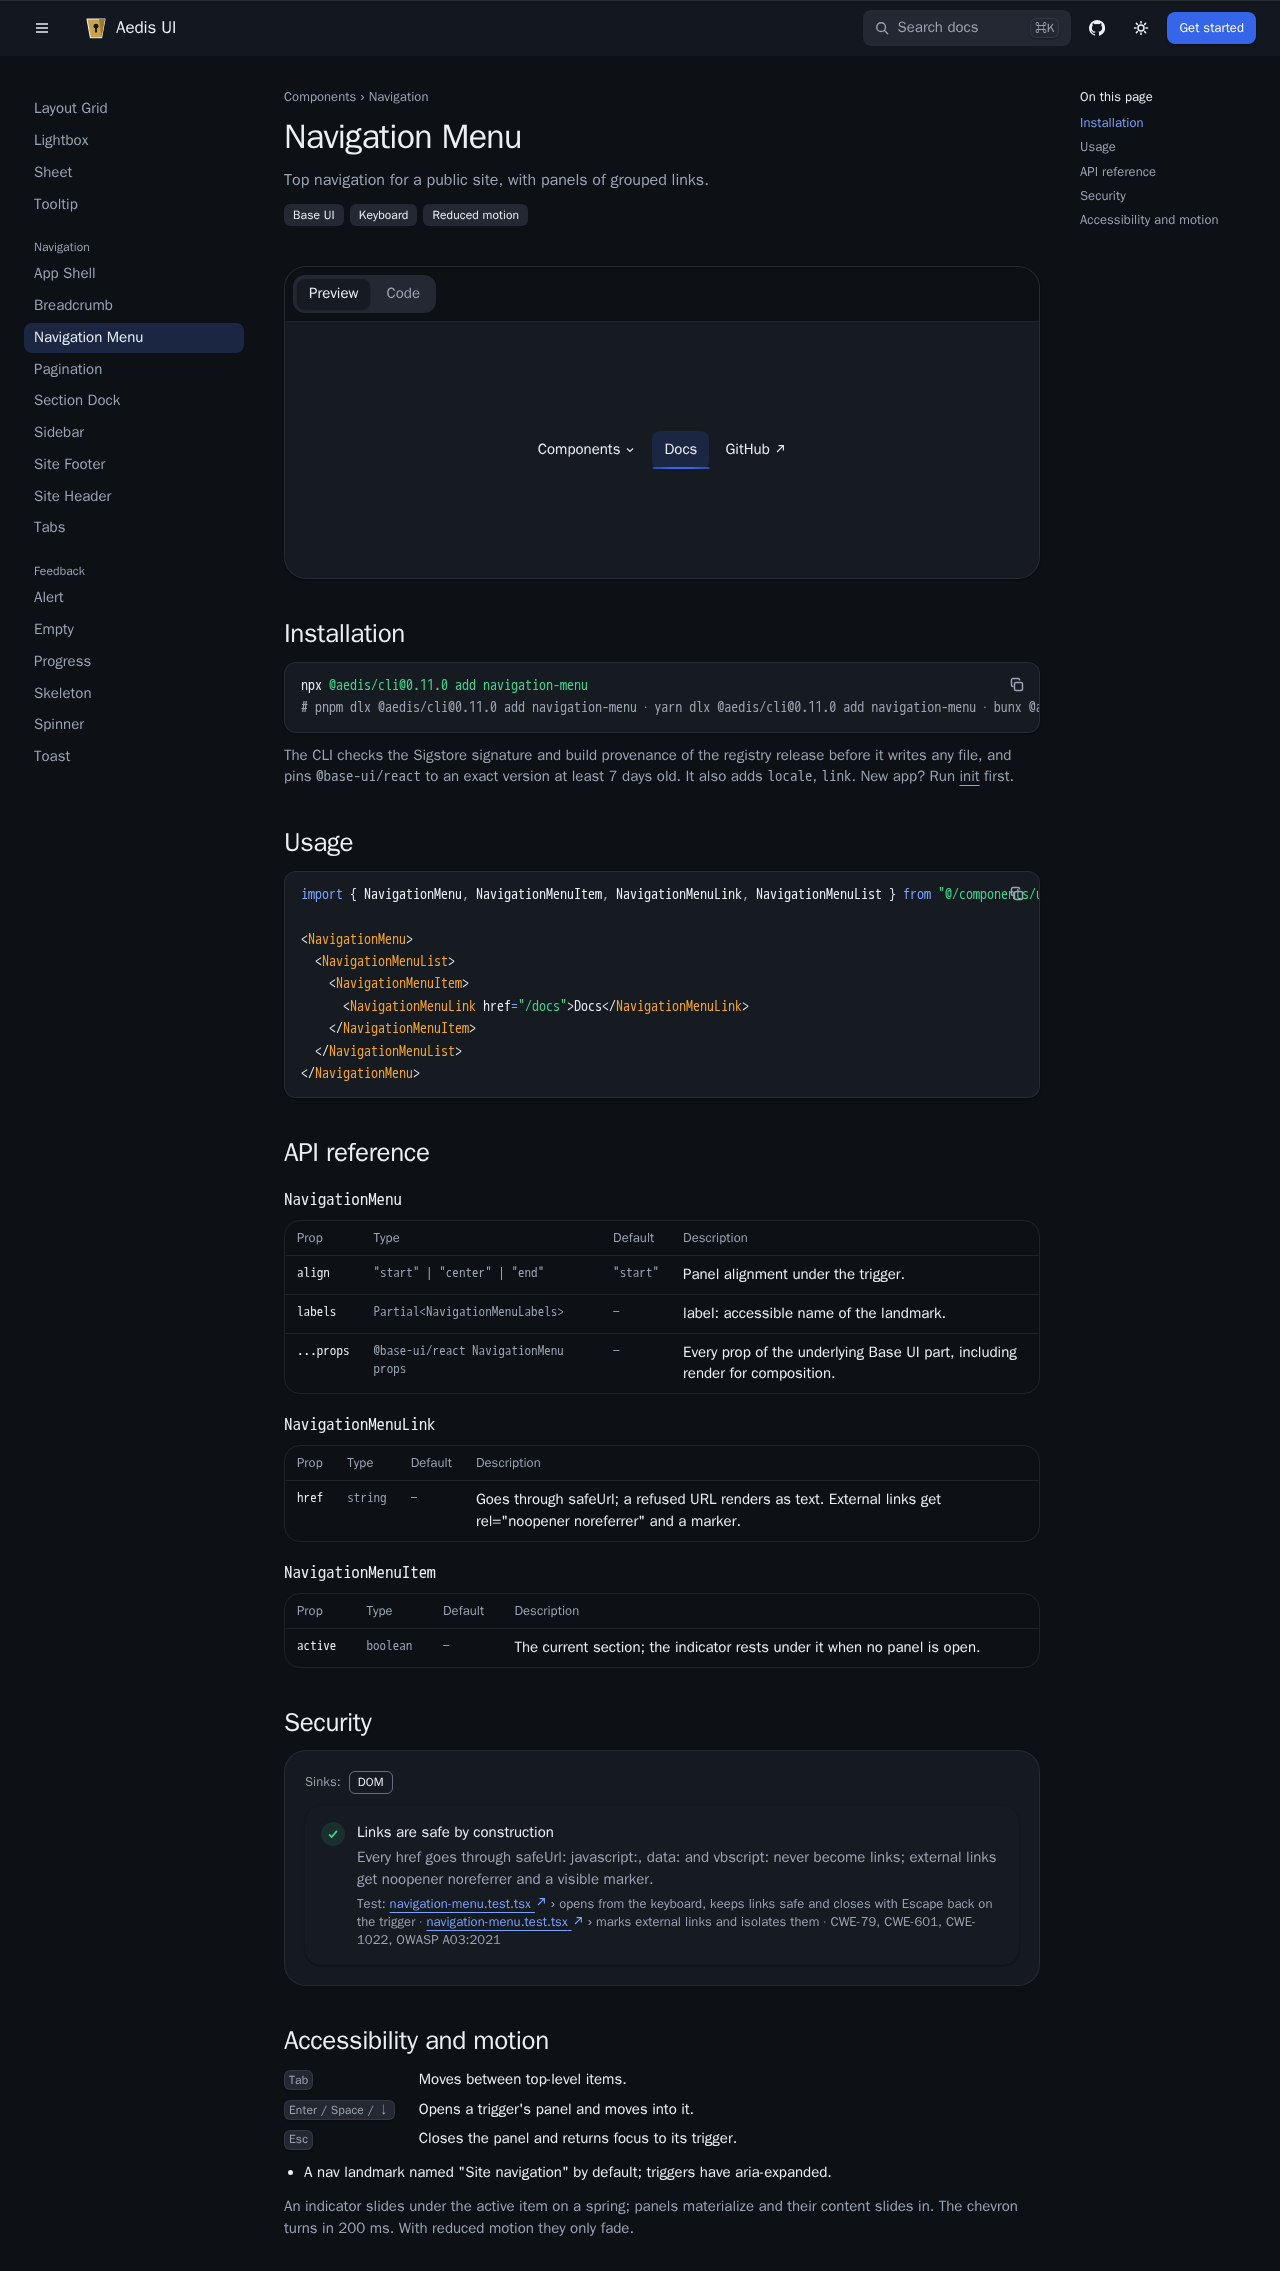 Aedis UI
Search docs
⌘K
Get started
Layout Grid
Lightbox
Sheet
Tooltip
Navigation
App Shell
Breadcrumb
Navigation Menu
Pagination
Section Dock
Sidebar
Site Footer
Site Header
Tabs
Feedback
Alert
Empty
Progress
Skeleton
Spinner
Toast
Components › Navigation
Navigation Menu
Top navigation for a public site, with panels of grouped links.
Base UI
Keyboard
Reduced motion
On this page
Installation
Usage
API reference
Security
Accessibility and motion
Preview
Code
Components
Docs
GitHub ↗
Installation
npx @aedis/cli@0.11.0 add navigation-menu
# pnpm dlx @aedis/cli@0.11.0 add navigation-menu · yarn dlx @aedis/cli@0.11.0 add navigation-menu · bunx @a
The CLI checks the Sigstore signature and build provenance of the registry release before it writes any file, and
pins @base-ui/react to an exact version at least 7 days old. It also adds locale, link. New app? Run init first.
Usage
import { NavigationMenu, NavigationMenuItem, NavigationMenuLink, NavigationMenuList } from "@/components/u
<NavigationMenu>
<NavigationMenuList>
<NavigationMenuItem>
<NavigationMenuLink href="/docs">Docs</NavigationMenuLink>
</NavigationMenuItem>
</NavigationMenuList>
</NavigationMenu>
API reference
NavigationMenu
Prop Type Default Description
align "start" | "center" | "end" "start" Panel alignment under the trigger.
labels Partial<NavigationMenuLabels> — label: accessible name of the landmark.
...props @base-ui/react NavigationMenu — Every prop of the underlying Base UI part, including
props render for composition.
NavigationMenuLink
Prop Type Default Description
href string — Goes through safeUrl; a refused URL renders as text. External links get
rel="noopener noreferrer" and a marker.
NavigationMenuItem
Prop Type Default Description
active boolean — The current section; the indicator rests under it when no panel is open.
Security
Sinks: DOM
Links are safe by construction
Every href goes through safeUrl: javascript:, data: and vbscript: never become links; external links
get noopener noreferrer and a visible marker.
Test: navigation-menu.test.tsx ↗ › opens from the keyboard, keeps links safe and closes with Escape back on
the trigger · navigation-menu.test.tsx ↗ › marks external links and isolates them · CWE-79, CWE-601, CWE-
1022, OWASP A03:2021
Accessibility and motion
Tab Moves between top-level items.
Enter / Space / ↓ Opens a trigger's panel and moves into it.
Esc Closes the panel and returns focus to its trigger.
• A nav landmark named "Site navigation" by default; triggers have aria-expanded.
An indicator slides under the active item on a spring; panels materialize and their content slides in. The chevron
turns in 200 ms. With reduced motion they only fade.